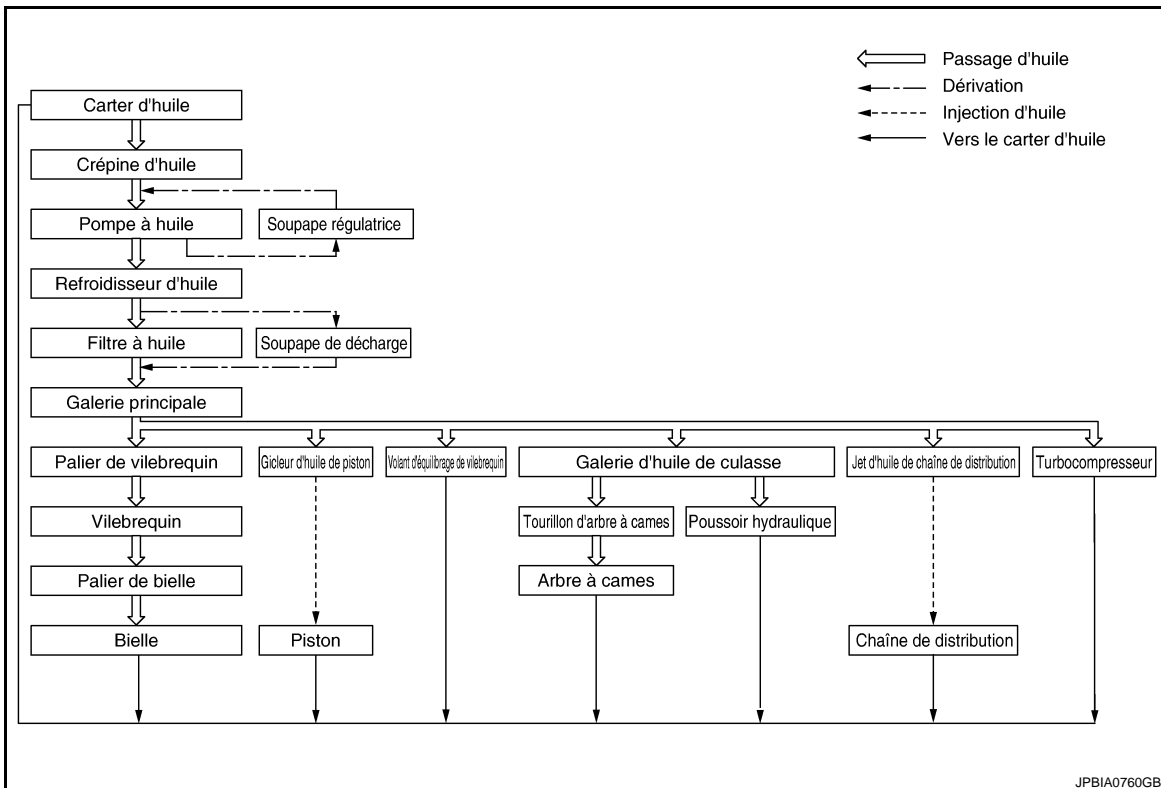 Passage d'huile
Dérivation
Injection d'huile
Vers le carter d'huile
Carter d'huile
Crépine d'huile
Pompe à huile
Soupape régulatrice
Refroidisseur d'huile
Filtre à huile
Soupape de décharge
Galerie principale
Palier de vilebrequin
Gicleur d'huile de piston
Volant d'équilibrage de vilebrequin
Galerie d'huile de culasse
Jet d'huile de chaîne de distribution
Turbocompresseur
Vilebrequin
Tourillon d'arbre à cames
Poussoir hydraulique
Palier de bielle
Arbre à cames
Bielle
Piston
Chaîne de distribution
JPBIA0760GB